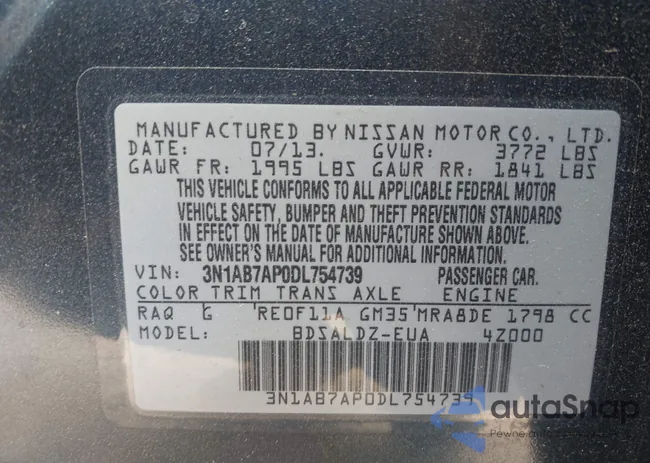 MANUFACTURED BY NISSAN MOTOR CO., LTD.
DATE: 07/13. GVWR: 3772 LBS
GAWR FR: 1995 LBS GAWR RR: 1841 LBS
THIS VEHICLE CONFORMS TO ALL APPLICABLE FEDERAL MOTOR
VEHICLE SAFETY, BUMPER AND THEFT PREVENTION STANDARDS
IN EFFECT ON THE DATE OF MANUFACTURE SHOWN ABOVE.
SEE OWNER'S MANUAL FOR ADDITIONAL INFORMATION.
VIN: 3N1AB7AP0DL754739 PASSENGER CAR.
COLOR TRIM TRANS AXLE ENGINE
RAQ G 'RE0F11A GM35'MRA8DE 1798 CC
MODEL: BDSALDZ-EUA 4Z000
3N1AB7AP0DL754739
autoSnap
Pewne auto